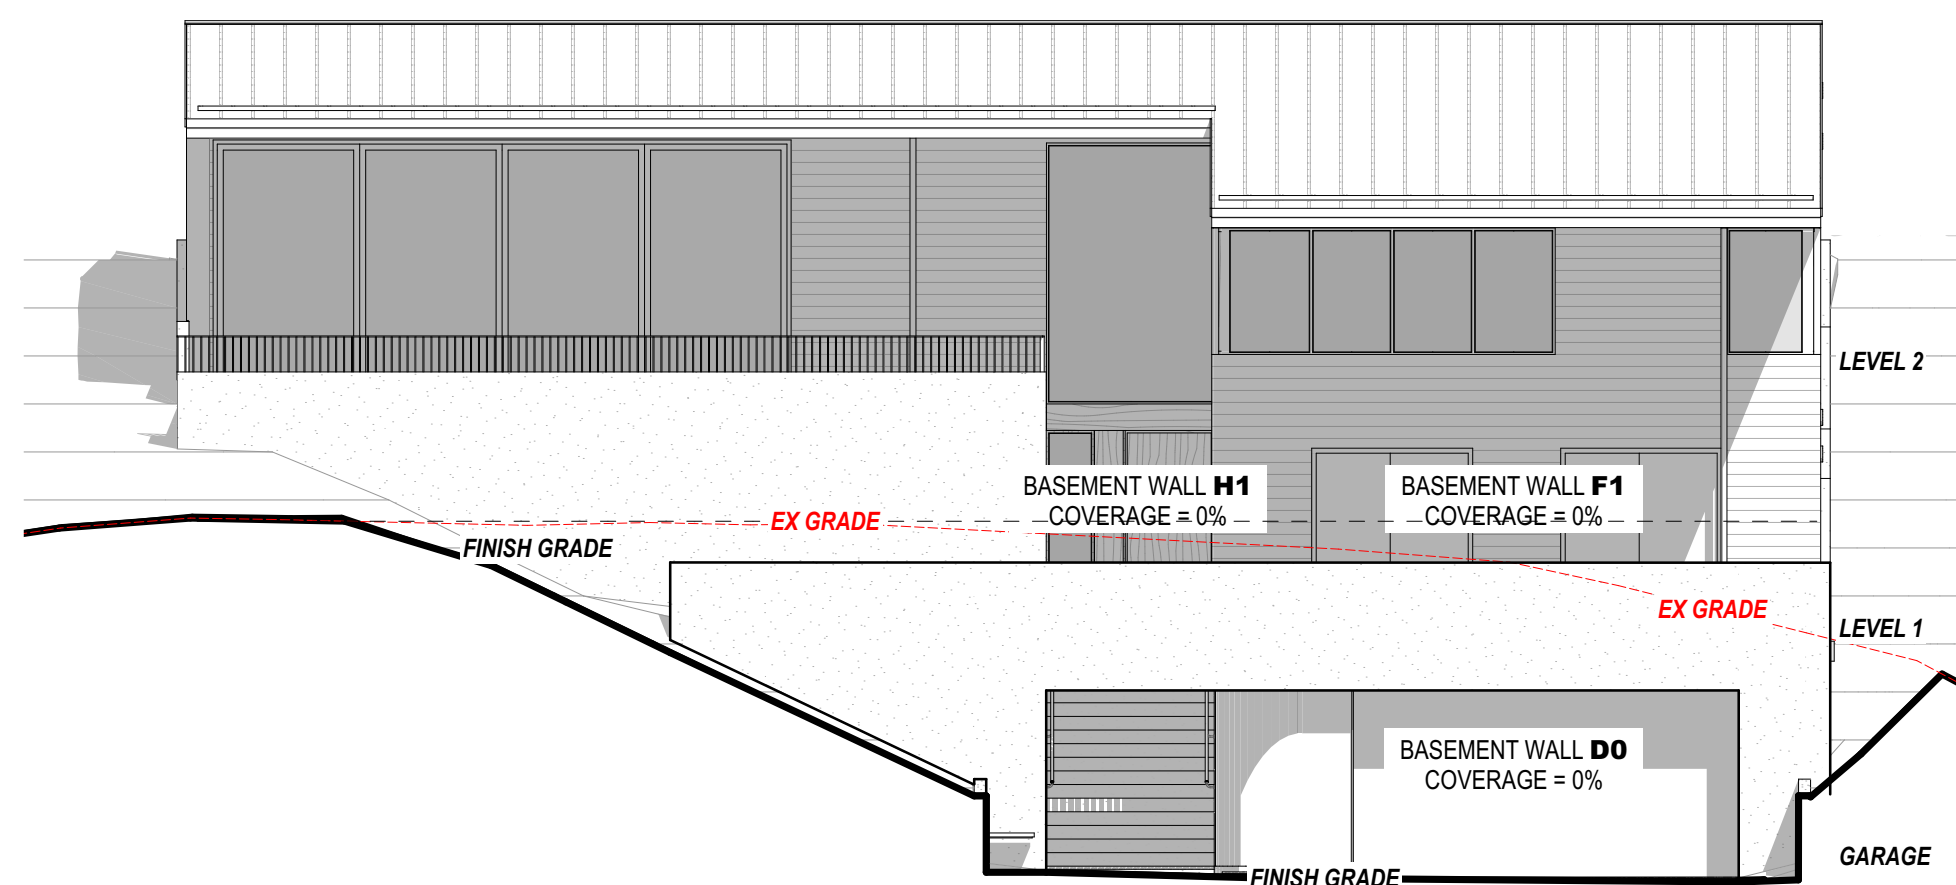 LEVEL 2
BASEMENT WALL H1
COVERAGE = 0%
BASEMENT WALL F1
COVERAGE = 0%
EX GRADE
FINISH GRADE
EX GRADE
LEVEL 1
BASEMENT WALL D0
COVERAGE = 0%
GARAGE
FINISH GRADE